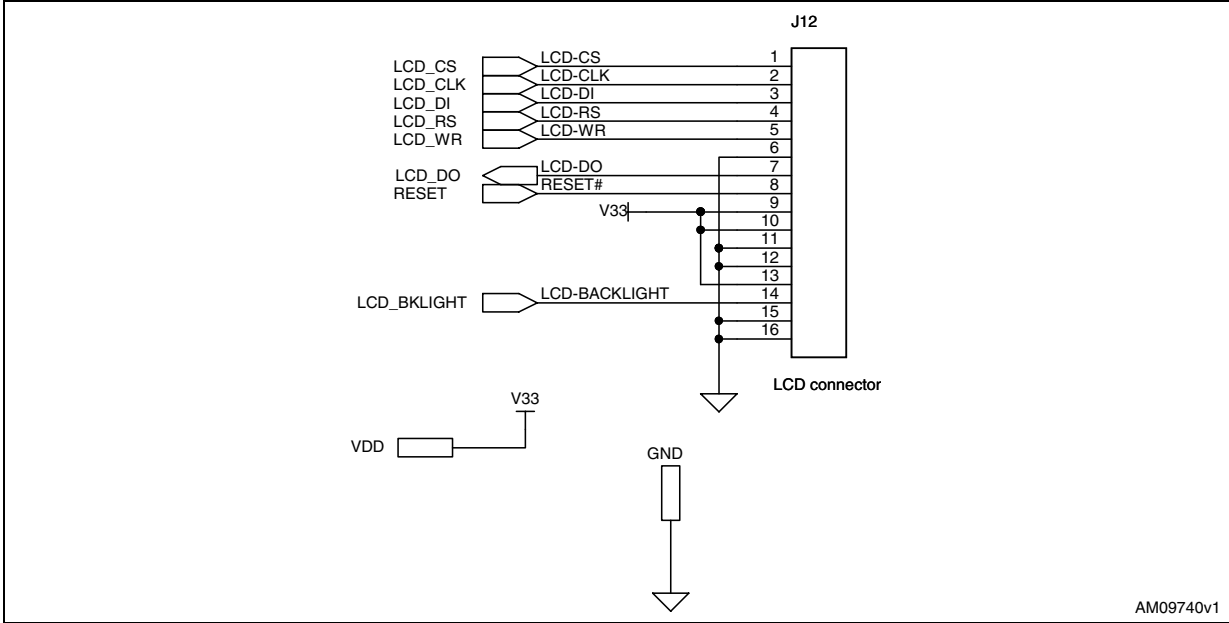 J12
LCD_CS LCD-CS 1
LCD_CLK LCD-CLK 2
LCD_DI LCD-DI 3
LCD_RS LCD-RS 4
LCD_WR LCD-WR 5
6
LCD_DO LCD-DO 7
RESET RESET# 8
V33 9
10
11
12
13
LCD_BKLIGHT LCD-BACKLIGHT 14
15
16
LCD connector
V33
VDD
GND
AM09740v1